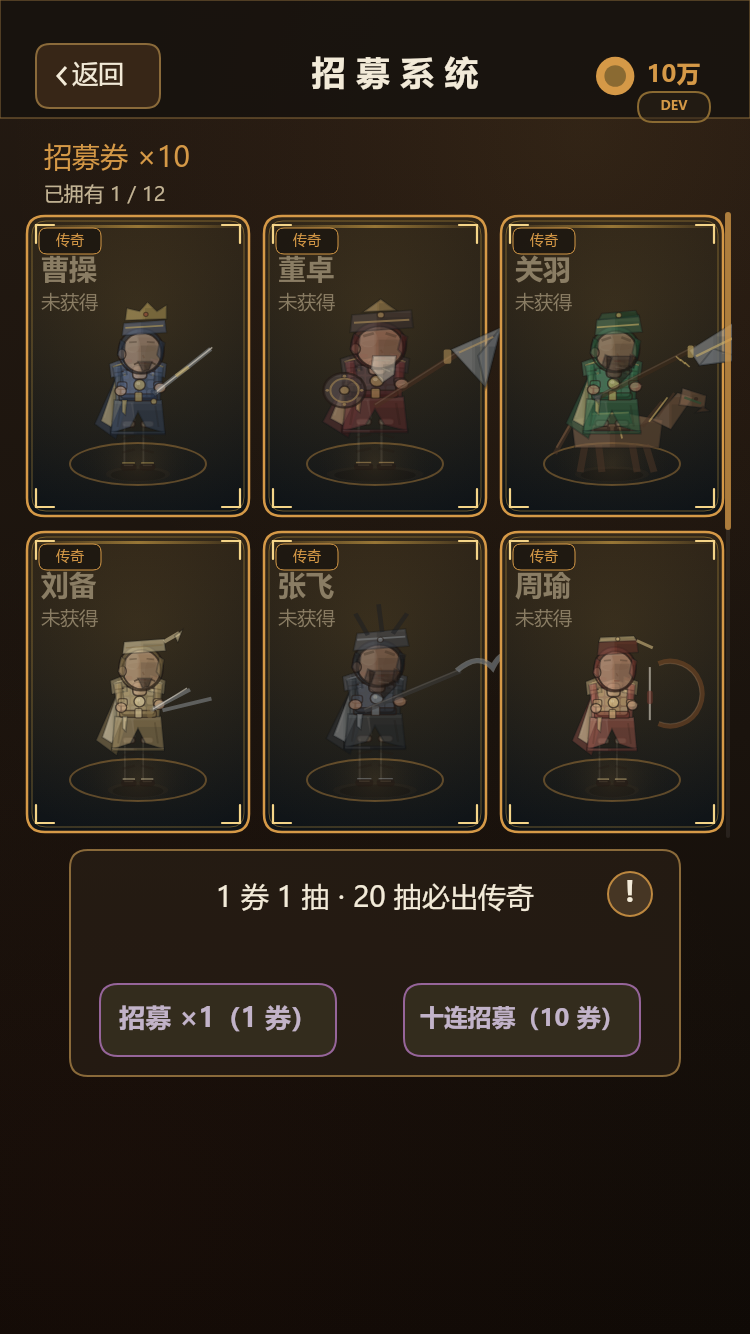 返回
招募系统
10万
DEV
招募券 ×10
已拥有 1 / 12
传奇
曹操
未获得
传奇
董卓
未获得
传奇
关羽
未获得
传奇
刘备
未获得
传奇
张飞
未获得
传奇
周瑜
未获得
1 券 1 抽 · 20 抽必出传奇
!
招募 ×1（1 券）
十连招募（10 券）